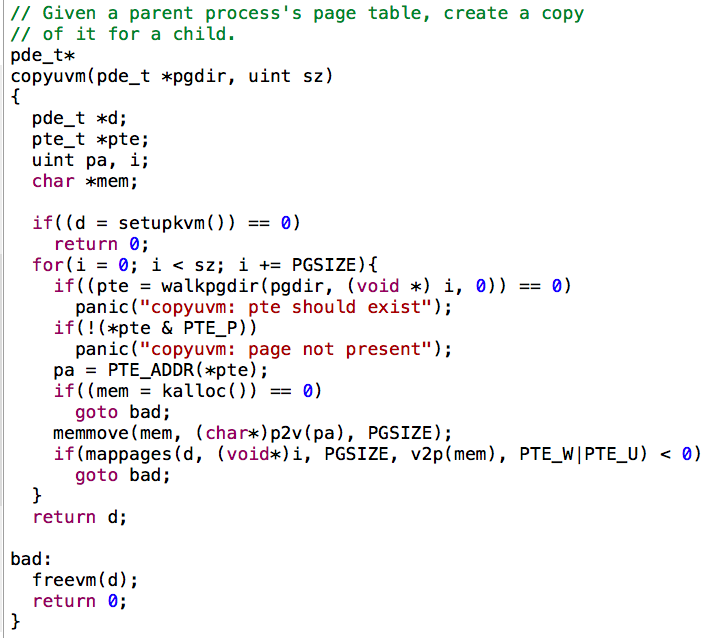 // Given a parent process's page table, create a copy
// of it for a child.
pde_t*
copyuvm(pde_t *pgdir, uint sz)
{
  pde_t *d;
  pte_t *pte;
  uint pa, i;
  char *mem;

  if((d = setupkvm()) == 0)
    return 0;
  for(i = 0; i < sz; i += PGSIZE){
    if((pte = walkpgdir(pgdir, (void *) i, 0)) == 0)
      panic("copyuvm: pte should exist");
    if(!(*pte & PTE_P))
      panic("copyuvm: page not present");
    pa = PTE_ADDR(*pte);
    if((mem = kalloc()) == 0)
      goto bad;
    memmove(mem, (char*)p2v(pa), PGSIZE);
    if(mappages(d, (void*)i, PGSIZE, v2p(mem), PTE_W|PTE_U) < 0)
      goto bad;
  }
  return d;

bad:
  freevm(d);
  return 0;
}